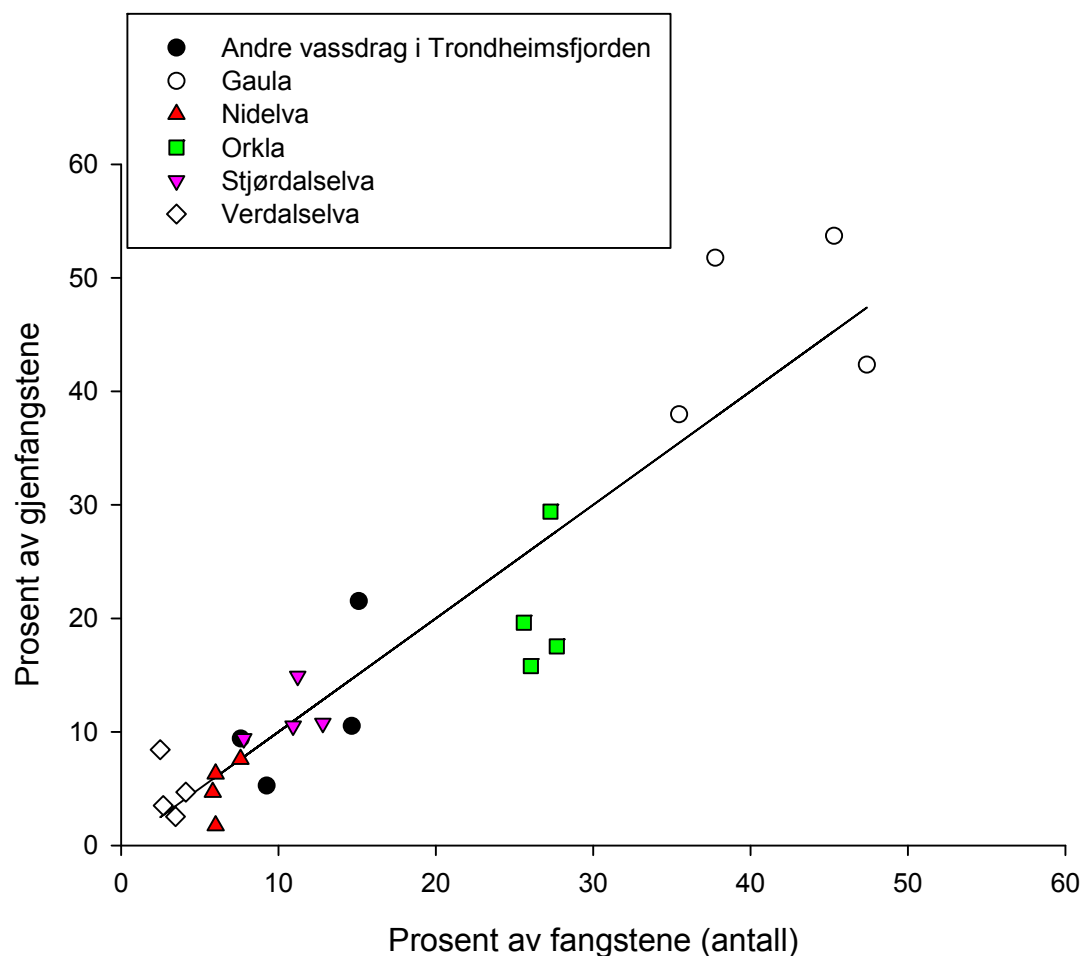 Andre vassdrag i Trondheimsfjorden
Gaula
Nidelva
Orkla
Stjørdalselva
Verdalselva
60
50
40
30
20
10
0
Prosent av gjenfangstene
0 10 20 30 40 50 60
Prosent av fangstene (antall)